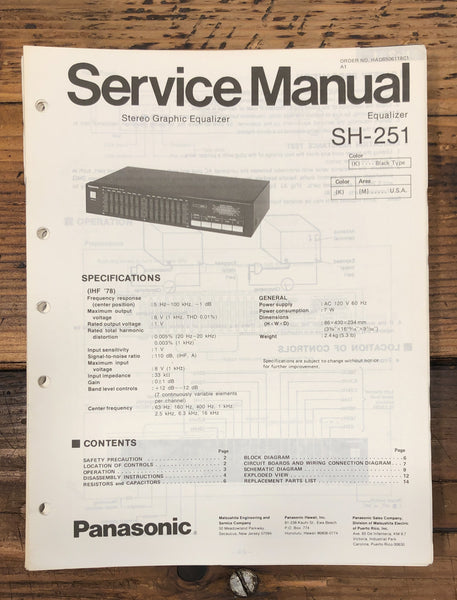 ORDER NO. HAD8506118C1
A1
Service Manual
Stereo Graphic Equalizer
Equalizer
SH-251
Color
(K) .... Black Type
Color Area
(K) [M] ..... U.S.A.
SPECIFICATIONS
(IHF '78)
Frequency response
(center position) : 5 Hz~100 kHz, −1 dB
Maximum output
voltage : 8 V (1 kHz, THD 0.01%)
Rated output voltage : 1 V
Rated total harmonic
distortion : 0.005% (20 Hz~20 kHz)
0.003% (1 kHz)
Input sensitivity : 1 V
Signal-to-noise ratio : 110 dB, (IHF, A)
Maximum input
voltage : 8 V (1 kHz)
Input impedance : 33 kΩ
Gain : 0±1 dB
Band level controls : +12 dB~−12 dB
(7 continuously variable elements
per channel)
Center frequency : 63 Hz, 160 Hz, 400 Hz, 1 kHz,
2.5 kHz, 6.3 kHz, 16 kHz
GENERAL
Power supply : AC 120 V 60 Hz
Power consumption : 7 W
Dimensions
(H×W×D) : 86×430×234 mm
Weight : 2.4 kg (5.3 lb)
Specifications are subject to change without notice
for further improvement.
■ CONTENTS
Page
SAFETY PRECAUTION 2
LOCATION OF CONTROLS 2
OPERATION 2
DISASSEMBLY INSTRUCTIONS 6
RESISTORS and CAPACITORS 6
Page
BLOCK DIAGRAM 6
CIRCUIT BOARDS AND WIRING CONNECTION DIAGRAM 7
SCHEMATIC DIAGRAM 9
EXPLODED VIEW 12
REPLACEMENT PARTS LIST 14
Panasonic
Matsushita Engineering and
Service Company
50 Meadowland Parkway,
Secaucus, New Jersey 07094
Panasonic Hawaii, Inc.
91-238 Kauhi St. Ewa Beach
P.O. Box 774
Honolulu, Hawaii 96808-0774
Panasonic Sales Company,
Division of Matsushita Electric
of Puerto Rico, Inc.
Ave. 65 De Infanteria, KM 9.7
Victoria Industrial Park
Carolina, Puerto Rico 00630